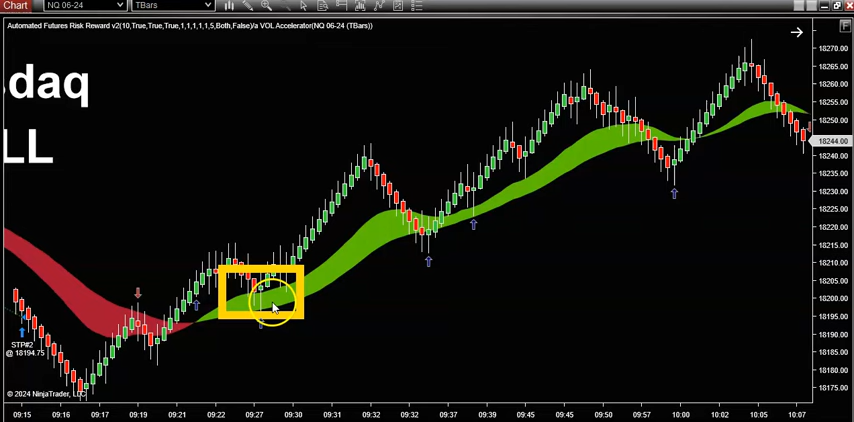 Chart NQ 06-24 TBars
Automated Futures Risk Reward v2(10,True,True,True,1,1,1,1,5,Both,False)/a VOL Accelerator(NQ 06-24 (TBars))
F
daq
LL
18270.00
18265.00
18260.00
18255.00
18250.00
18244.00
18240.00
18235.00
18230.00
18225.00
18220.00
18215.00
18210.00
18205.00
18200.00
18195.00
18190.00
18185.00
18180.00
18175.00
STP#2
@ 18194.75
© 2024 NinjaTrader, LLC
09:15 09:16 09:17 09:19 09:21 09:22 09:27 09:30 09:32 09:32 09:37 09:39 09:45 09:45 09:57 10:00 10:02 10:05 10:07